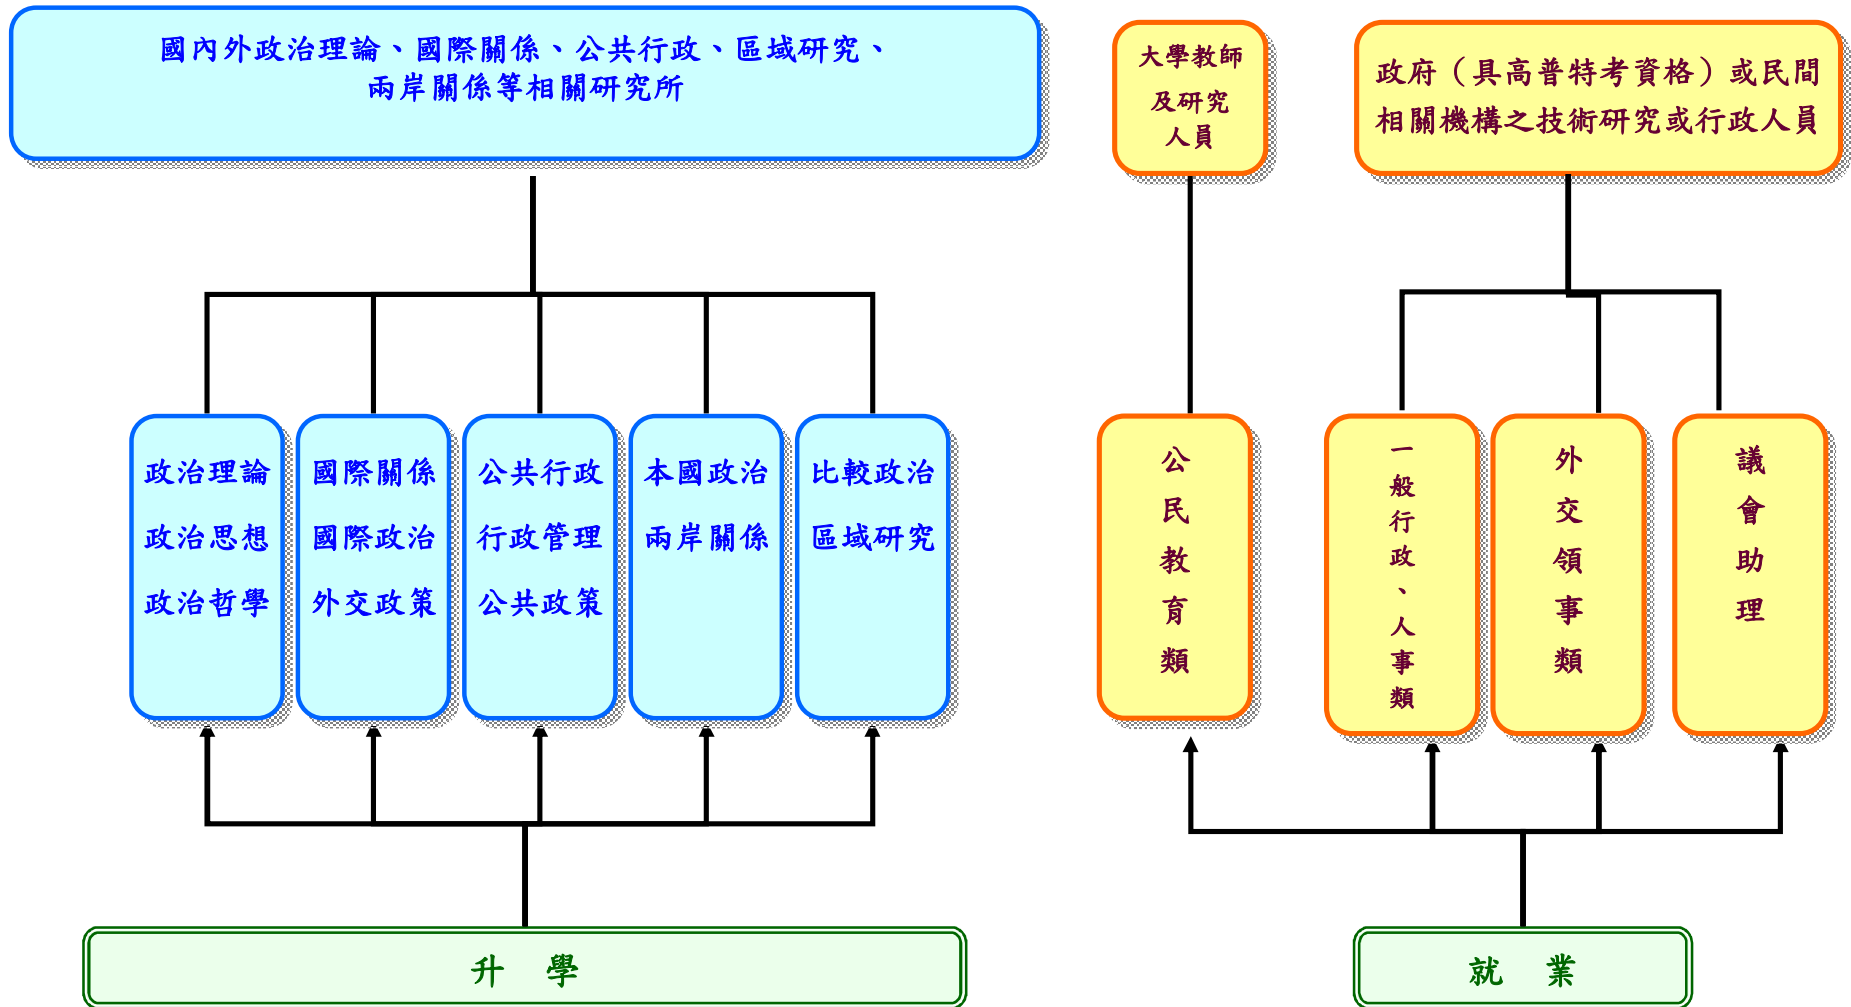 國內外政治理論、國際關係、公共行政、區域研究、
兩岸關係等相關研究所
大學教師
及研究
人員
政府（具高普特考資格）或民間
相關機構之技術研究或行政人員
政治理論
政治思想
政治哲學
國際關係
國際政治
外交政策
公共行政
行政管理
公共政策
本國政治
兩岸關係
比較政治
區域研究
公民教育類
一般行政、人事類
外交領事類
議會助理
升 學
就 業